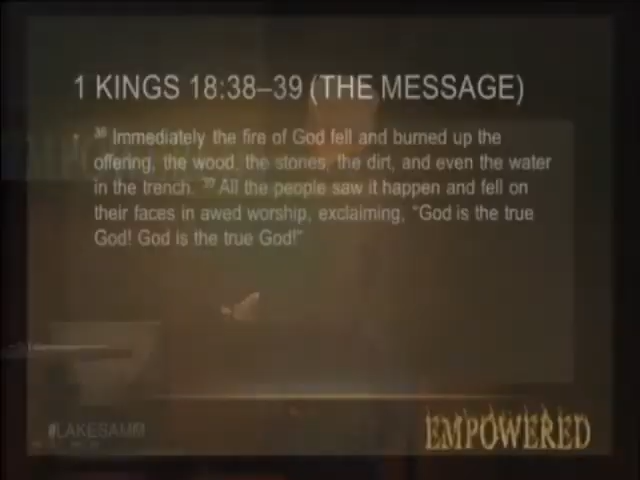 1 KINGS 18:38–39 (THE MESSAGE)
• 38 Immediately the fire of God fell and burned up the
offering, the wood, the stones, the dirt, and even the water
in the trench. 39 All the people saw it happen and fell on
their faces in awed worship, exclaiming, “God is the true
God! God is the true God!”
#LAKESAMM
EMPOWERED